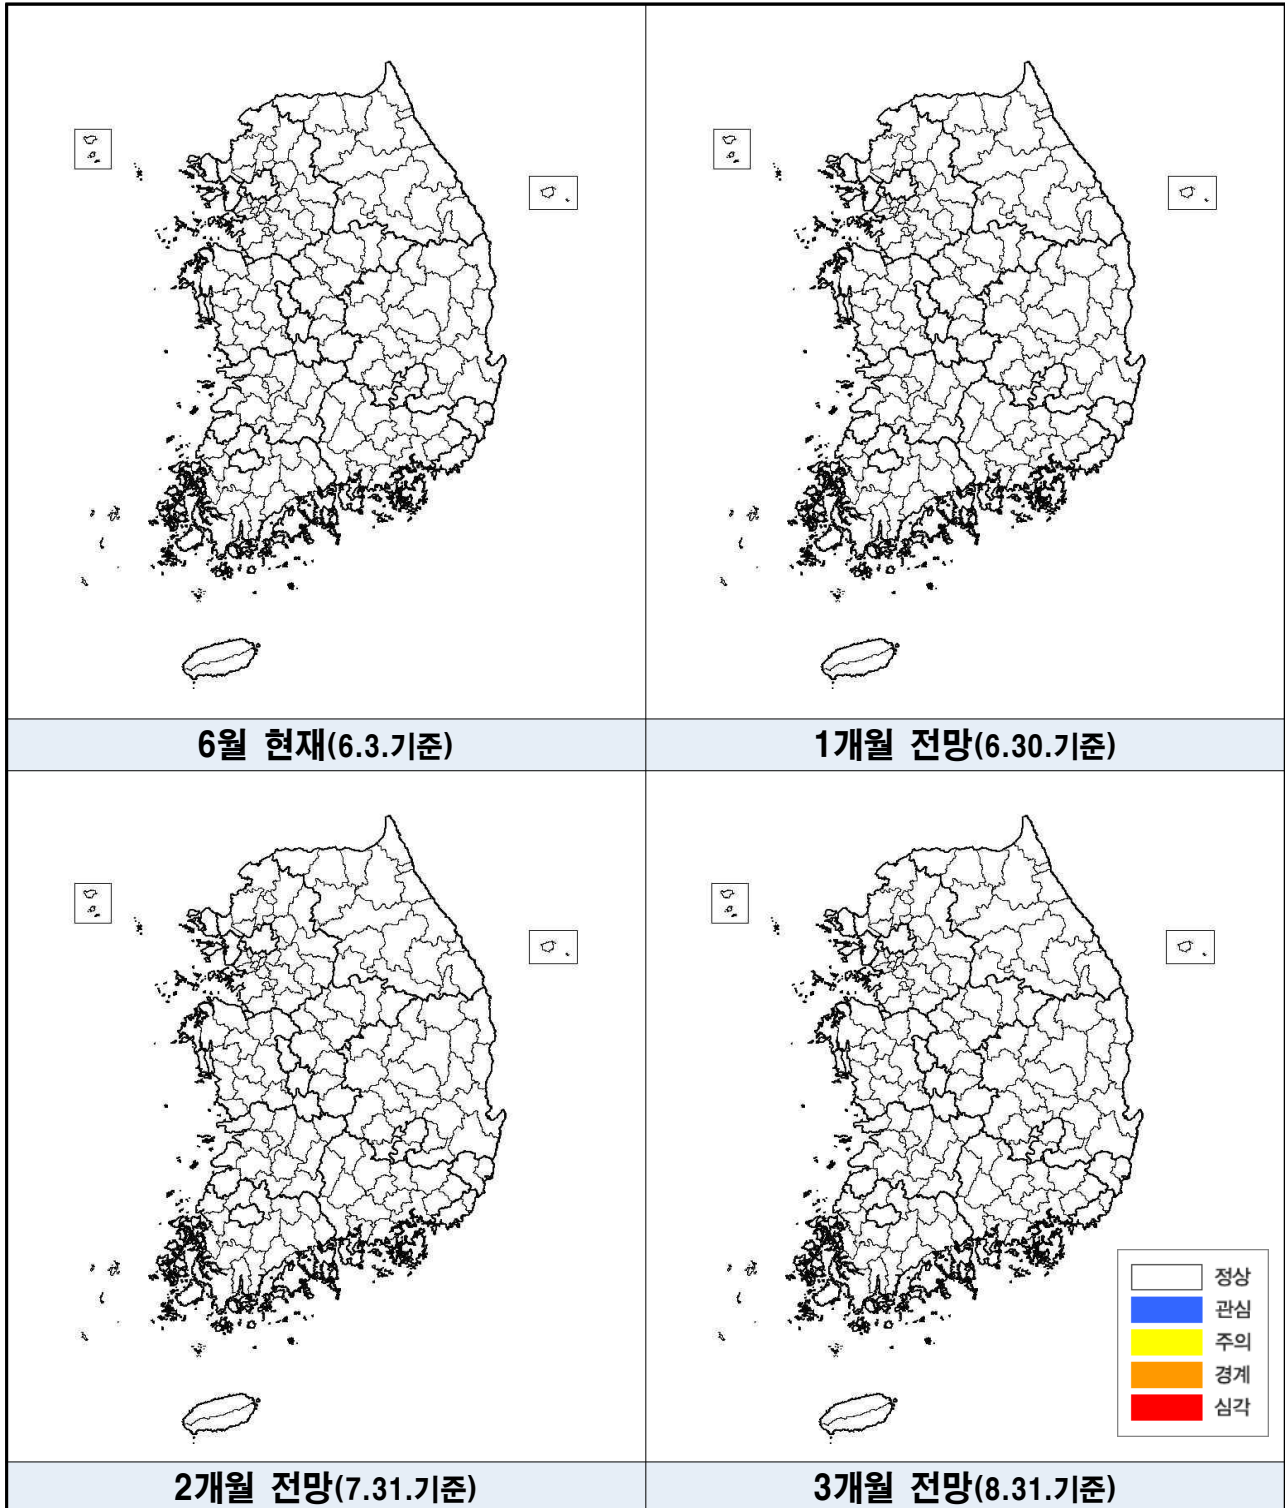 6월 현재(6.3.기준)
1개월 전망(6.30.기준)
정상
관심
주의
경계
심각
2개월 전망(7.31.기준)
3개월 전망(8.31.기준)